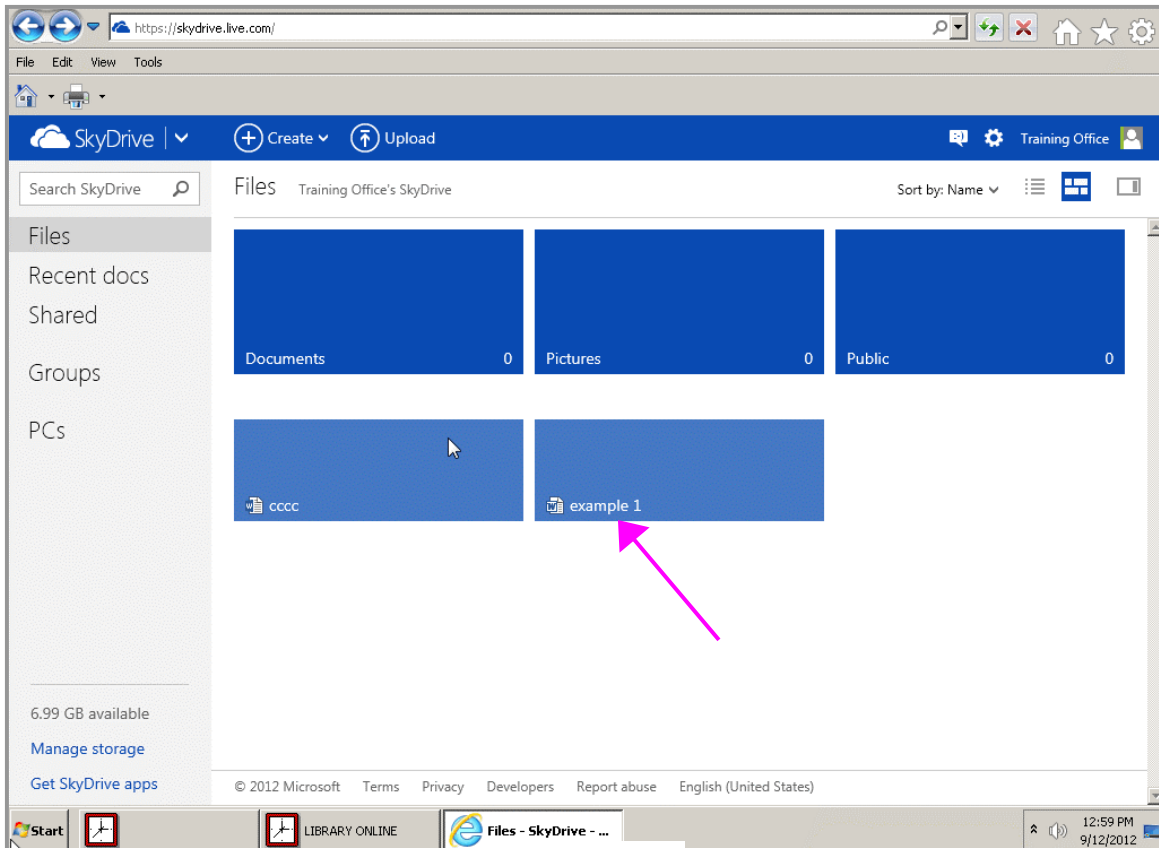 https://skydrive.live.com/
File Edit View Tools
SkyDrive Create Upload Training Office
Search SkyDrive
Files Training Office's SkyDrive Sort by: Name
Files
Recent docs
Shared
Groups
PCs
Documents 0 Pictures 0 Public 0
cccc example 1
6.99 GB available
Manage storage
Get SkyDrive apps
© 2012 Microsoft Terms Privacy Developers Report abuse English (United States)
Start LIBRARY ONLINE Files - SkyDrive - ... 12:59 PM
9/12/2012